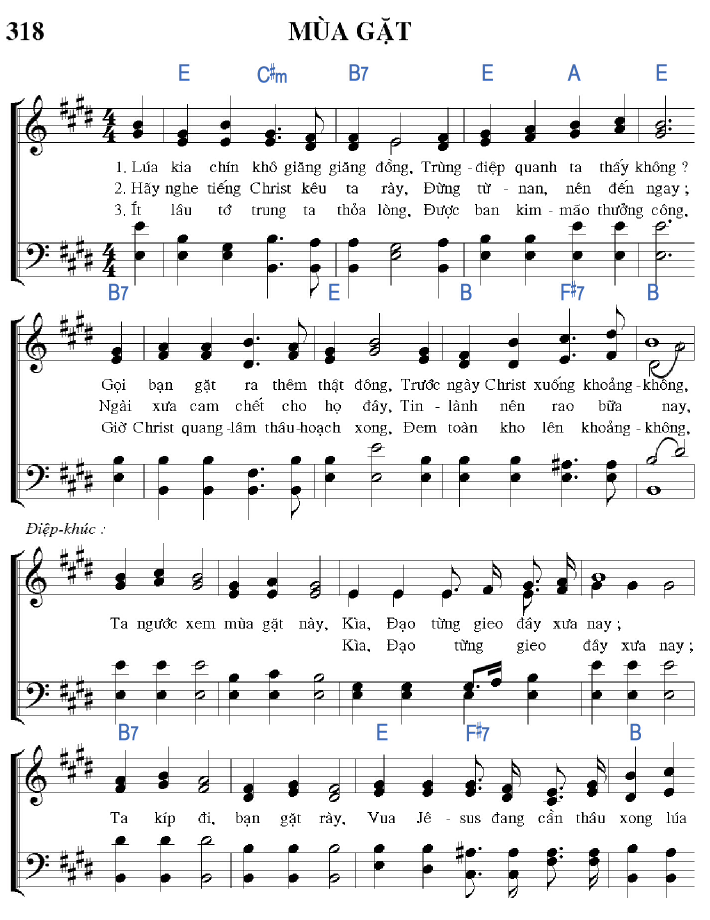 318 MÙA GẶT
E C#m B7 E A E
1. Lúa kia chín khô giăng giăng đồng, Trùng-điệp quanh ta thấy không?
2. Hãy nghe tiếng Christ kêu ta rày, Đừng từ-nan, nên đến ngay;
3. Ít lâu tớ trung ta thỏa lòng, Được ban kim-mão thưởng công,
B7 E B F#7 B
Gọi bạn gặt ra thêm thật đông, Trước ngày Christ xuống khoảng-không,
Ngài xưa cam chết cho họ đấy, Tin-lành nên rao bữa nay,
Giờ Christ quang-lâm thâu-hoạch xong, Đem toàn kho lên khoảng-không,
Điệp-khúc :
Ta ngước xem mùa gặt này, Kìa, Đạo từng gieo đầy xưa nay;
Kìa, Đạo từng gieo đầy xưa nay;
B7 E F#7 B
Ta kíp đi, bạn gặt rày, Vua Jê-sus đang cần thâu xong lúa